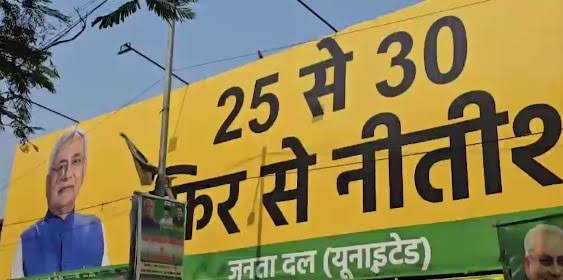 25 से 30
फिर से नीतीश
जनता दल (यूनाइटेड)